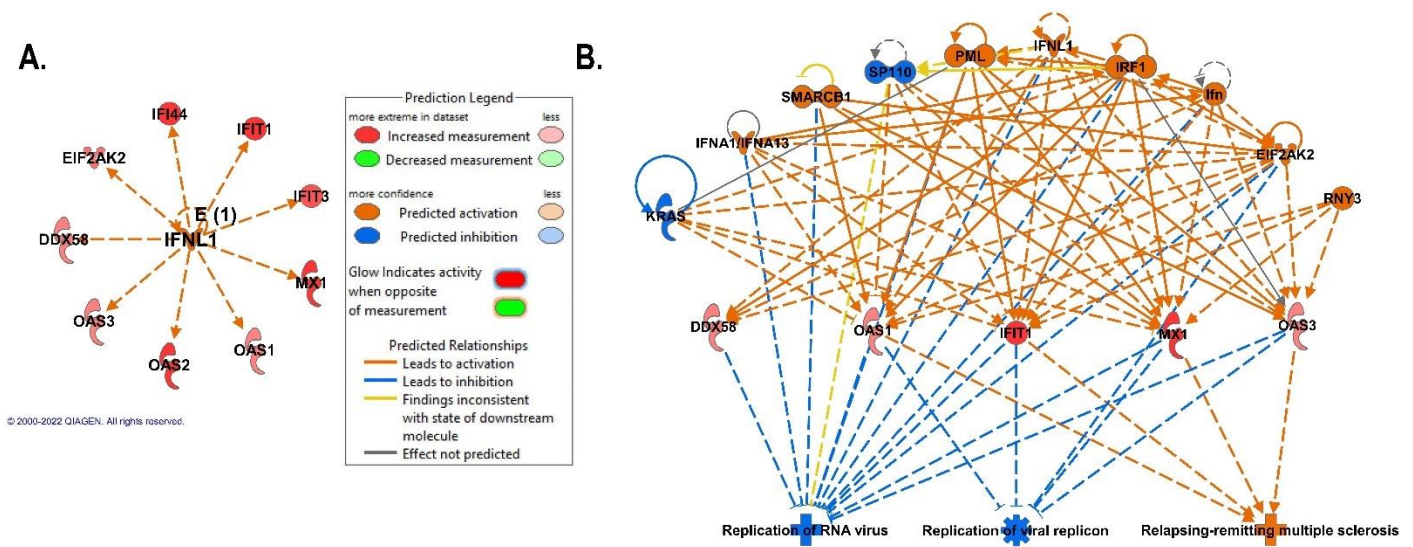 A.
IFI44
IFIT1
EIF2AK2
IFIT3
E (1)
DDX58
IFNL1
MX1
OAS3
OAS1
OAS2
© 2000-2022 QIAGEN. All rights reserved.
Prediction Legend
more extreme in dataset
less
Increased measurement
Decreased measurement
more confidence
less
Predicted activation
Predicted inhibition
Glow Indicates activity
when opposite
of measurement
Predicted Relationships
Leads to activation
Leads to inhibition
Findings inconsistent
with state of downstream
molecule
Effect not predicted
B.
IFNL1
PML
IRF1
SP110
SMARCB1
Ifn
IFNA1/IFNA13
EIF2AK2
RNY3
KRAS
DDX58
OAS1
IFIT1
MX1
OAS3
Replication of RNA virus
Replication of viral replicon
Relapsing-remitting multiple sclerosis